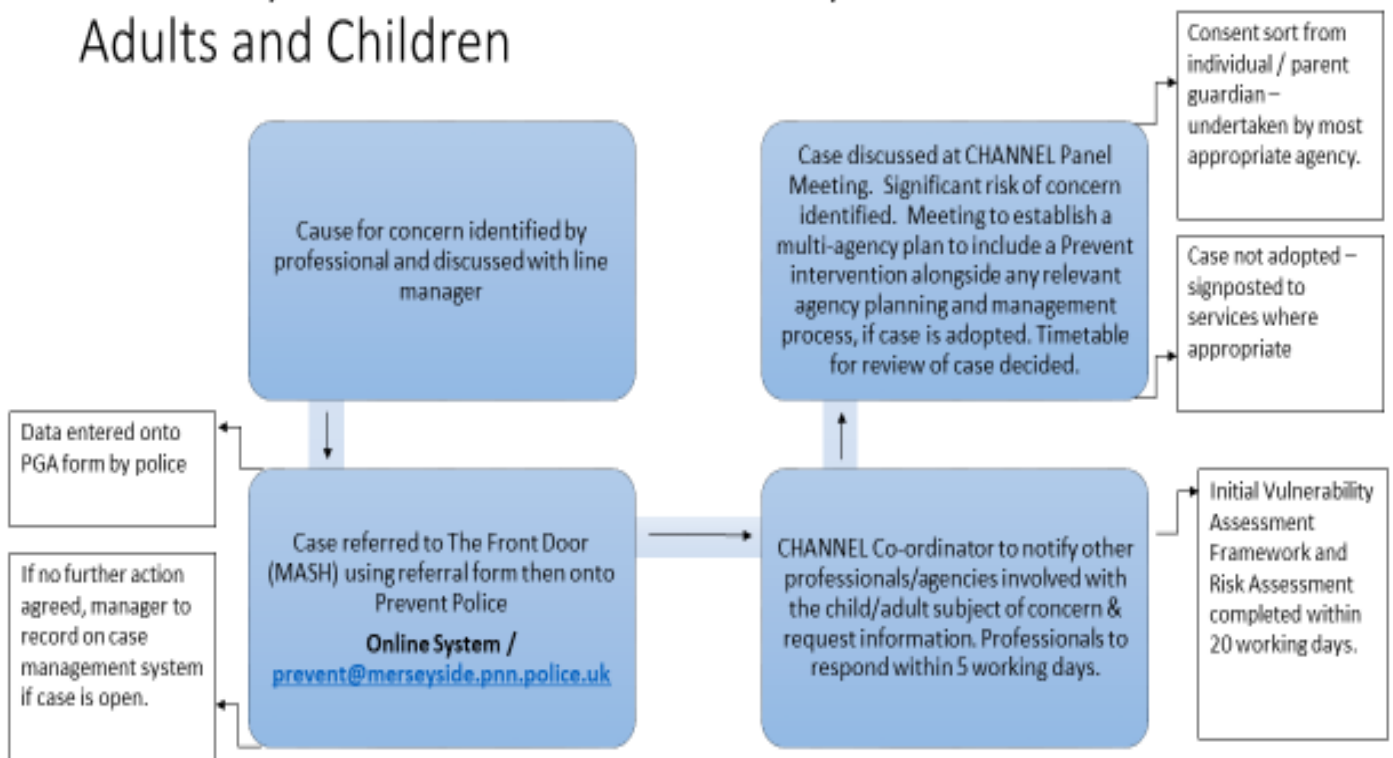 Adults and Children
Cause for concern identified by
professional and discussed with line
manager
Data entered onto
PGA form by police
If no further action
agreed, manager to
record on case
management system
if case is open.
Case referred to The Front Door
(MASH) using referral form then onto
Prevent Police
Online System /
prevent@merseyside.pnn.police.uk
CHANNEL Co-ordinator to notify other
professionals/agencies involved with
the child/adult subject of concern &
request information. Professionals to
respond within 5 working days.
Initial Vulnerability
Assessment
Framework and
Risk Assessment
completed within
20 working days.
Case discussed at CHANNEL Panel
Meeting. Significant risk of concern
identified. Meeting to establish a
multi-agency plan to include a Prevent
intervention alongside any relevant
agency planning and management
process, if case is adopted. Timetable
for review of case decided.
Consent sort from
individual / parent
guardian –
undertaken by most
appropriate agency.
Case not adopted –
signposted to
services where
appropriate